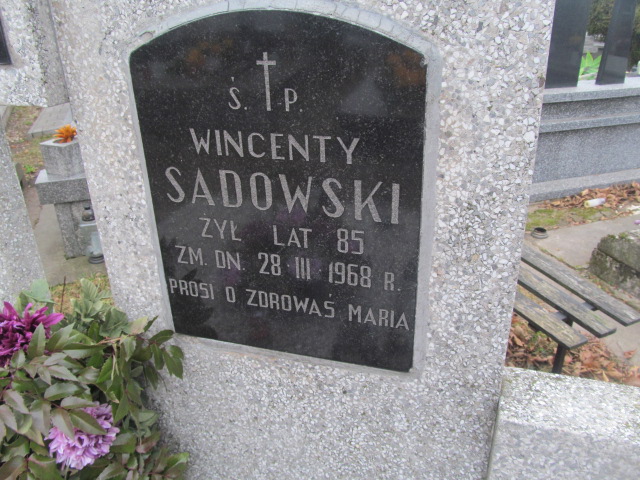 Ś. P.
WINCENTY
SADOWSKI
ŻYŁ LAT 85
ZM. DN. 28 III 1968 R.
PROSI O ZDROWAŚ MARIA